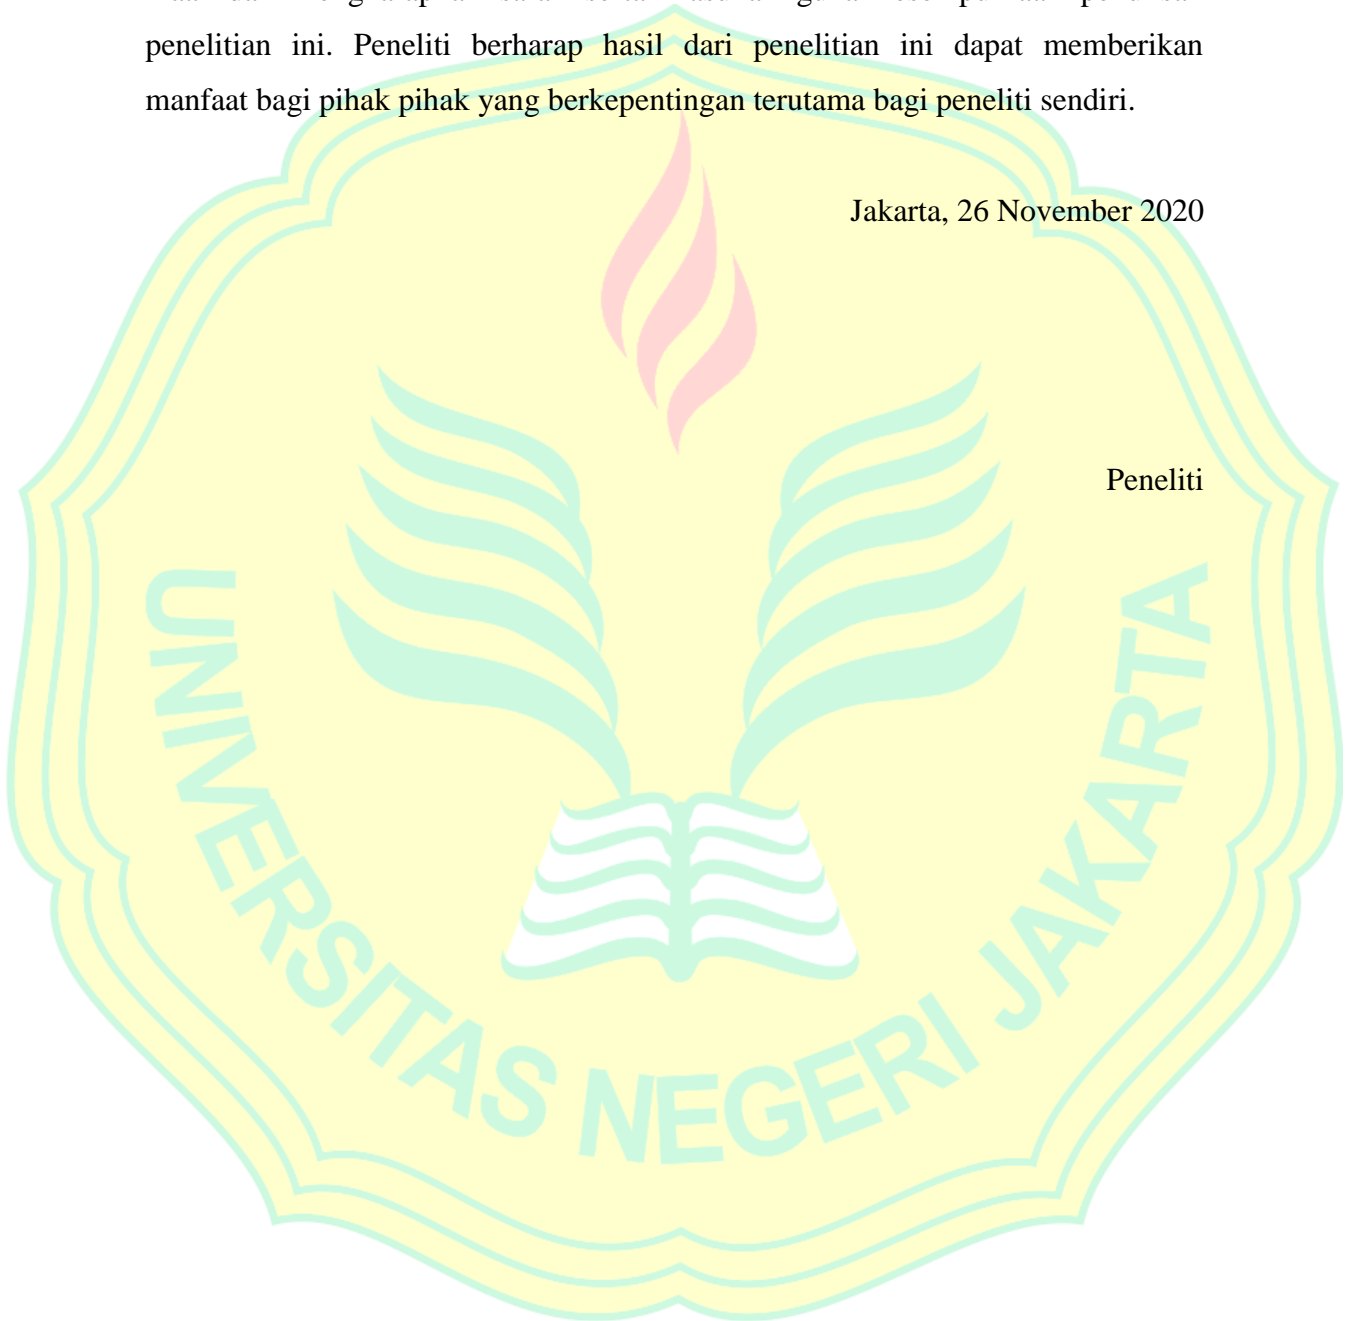 penelitian ini. Peneliti berharap hasil dari penelitian ini dapat memberikan
manfaat bagi pihak pihak yang berkepentingan terutama bagi peneliti sendiri.
Jakarta, 26 November 2020
Peneliti
UNIVERSITAS NEGERI JAKARTA